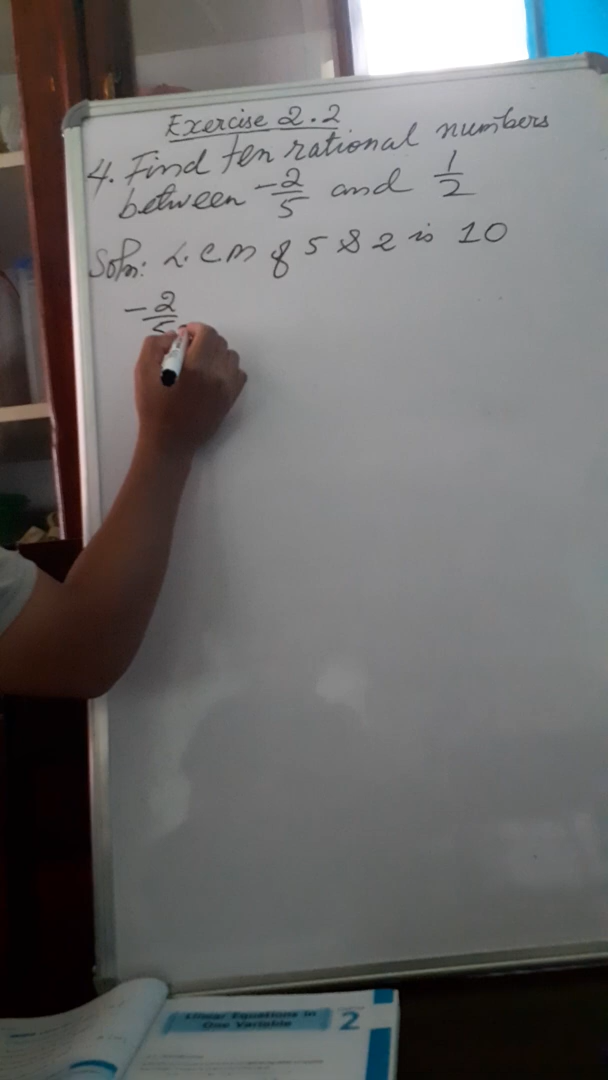 Exercise 2.2
4. Find ten rational numbers
between -2/5 and 1/2
Soln: L.C.M of 5 & 2 is 10
-2/5
Linear Equations in
One Variable
2